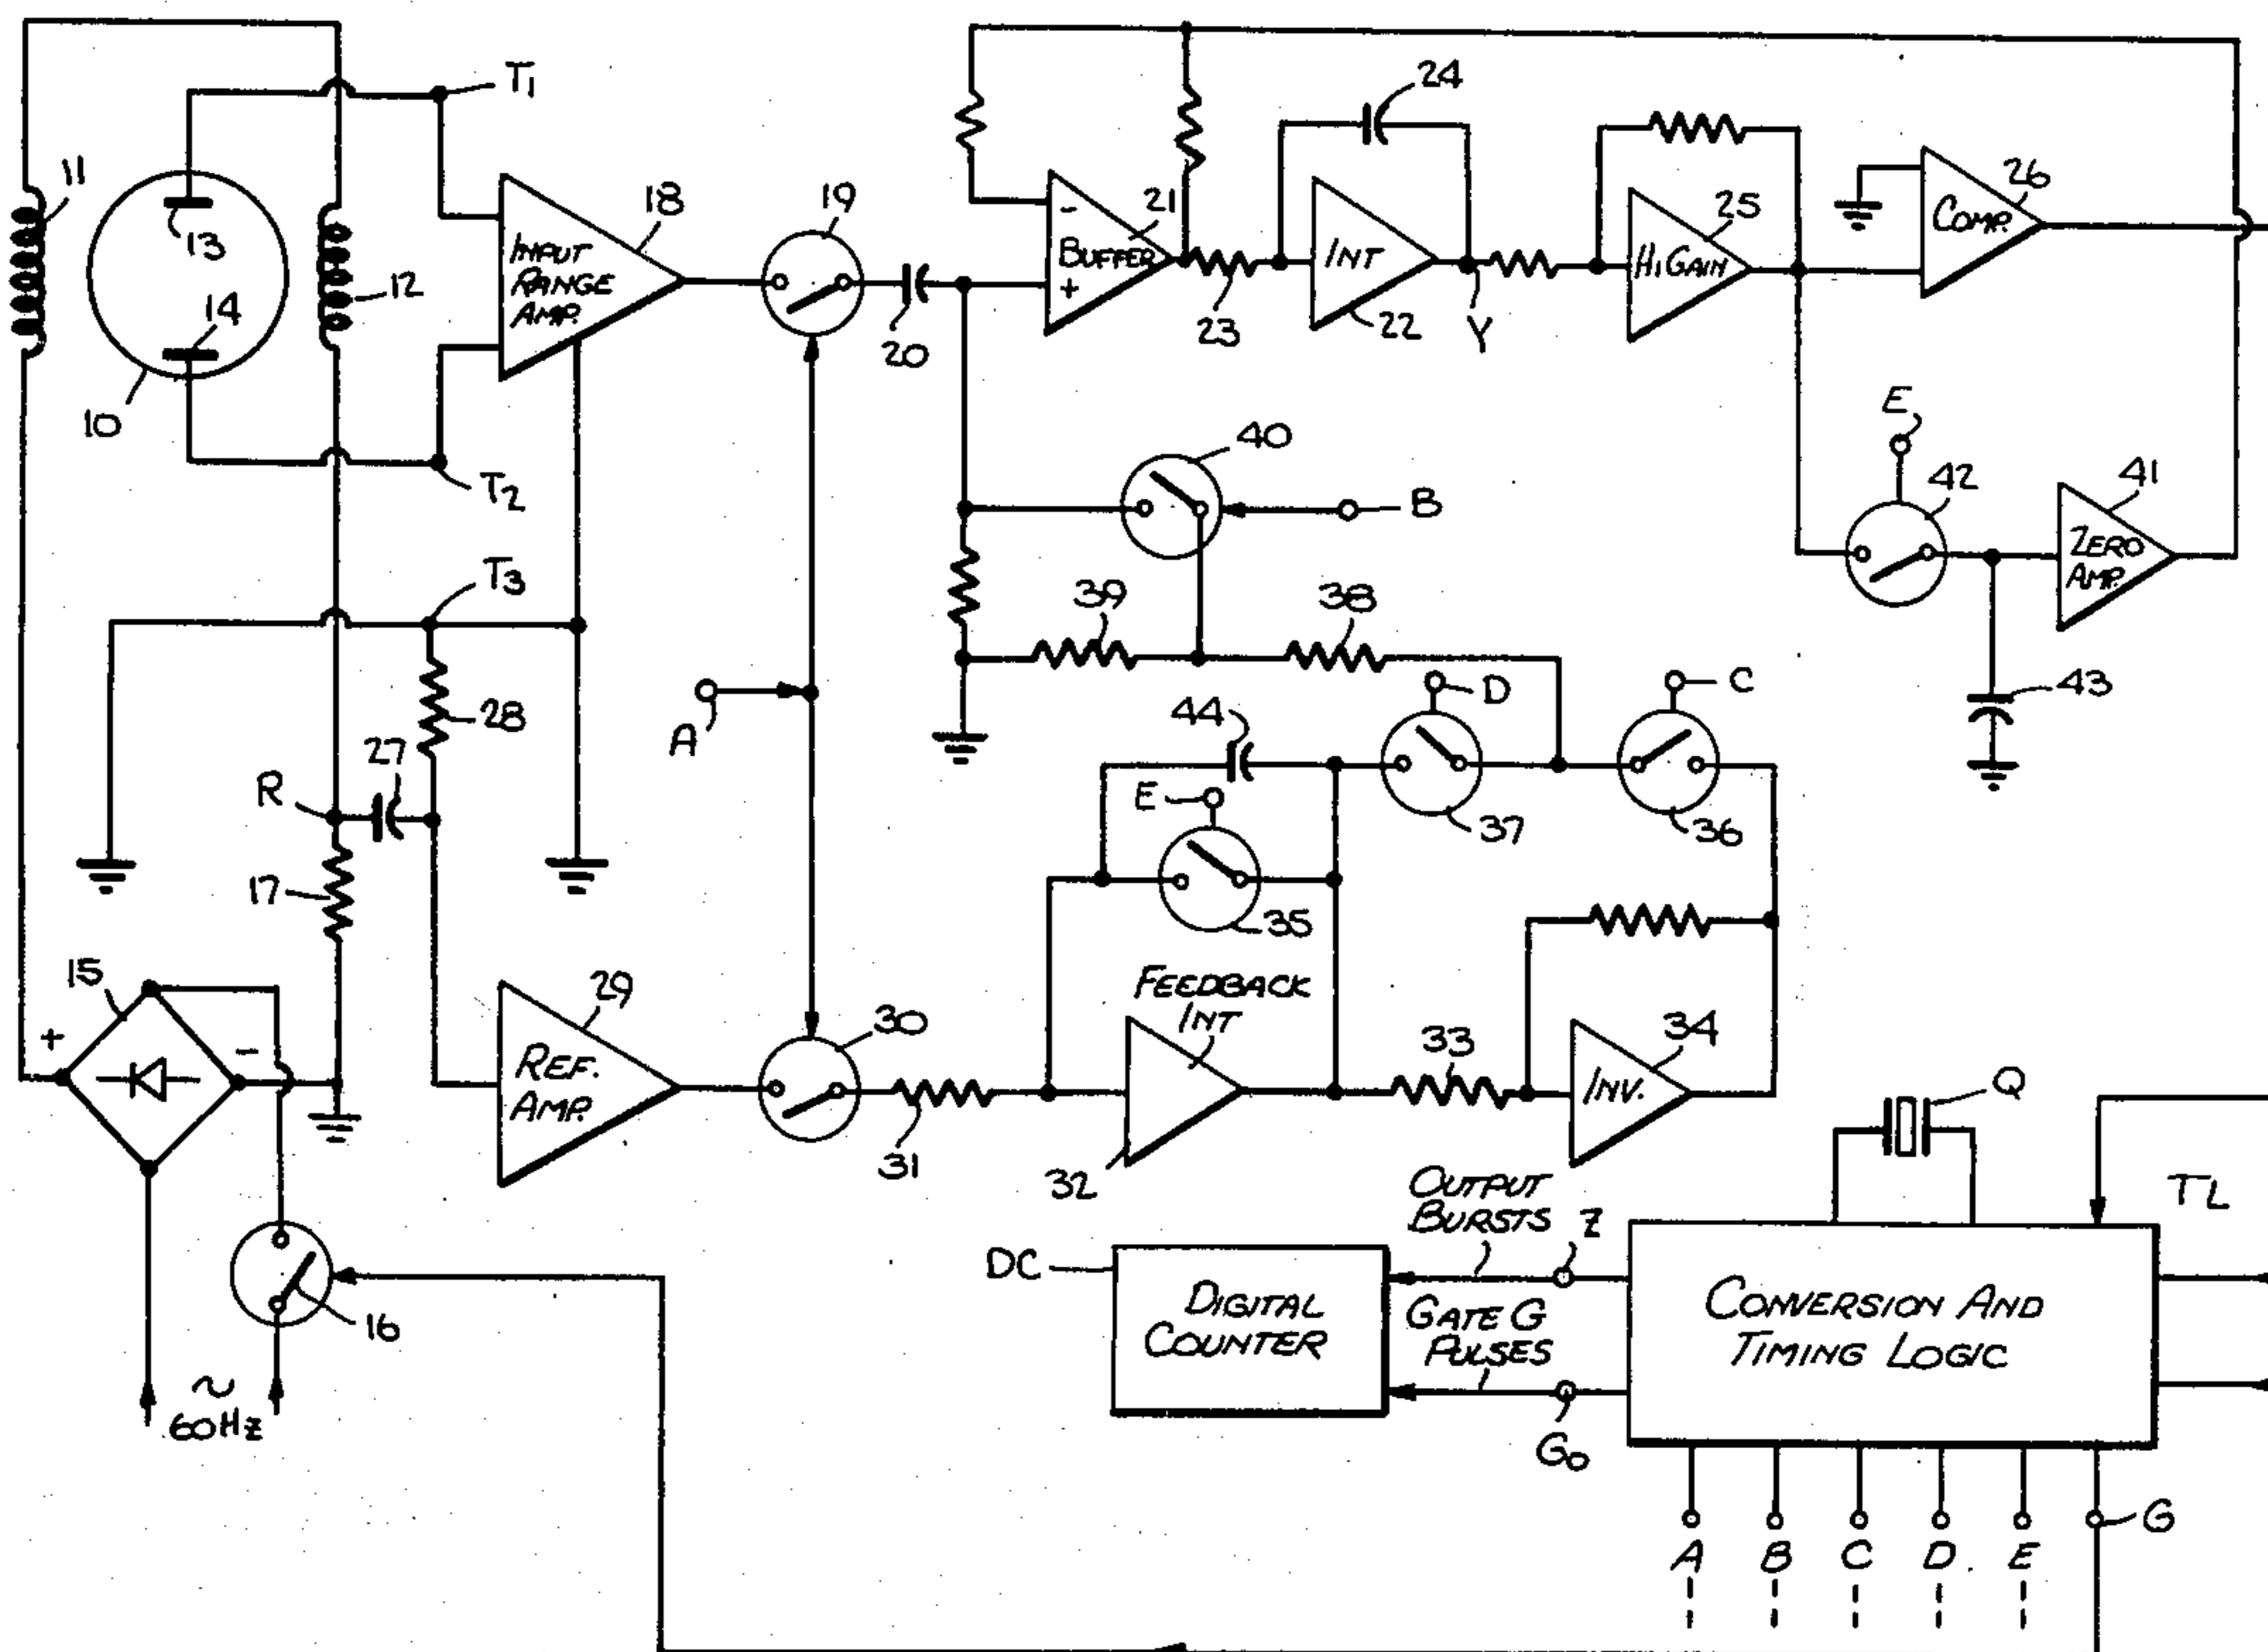 T1
24
11
13
18
19
21
25
26
INPUT
RANGE
AMP.
-
BUFFER
+
INT
HI GAIN
COMP.
12
14
20
23
22
Y
10
T2
40
B
E
42
41
ZERO
AMP.
T3
39
38
43
28
A
44
D
C
27
R
E
37
36
17
35
15
+
-
29
30
FEEDBACK
INT
33
34
REF.
AMP.
INV.
Q
31
32
OUTPUT
BURSTS
Z
TL
DC
DIGITAL
COUNTER
GATE G
PULSES
CONVERSION AND
TIMING LOGIC
16
~
60Hz
G0
G
A B C D E